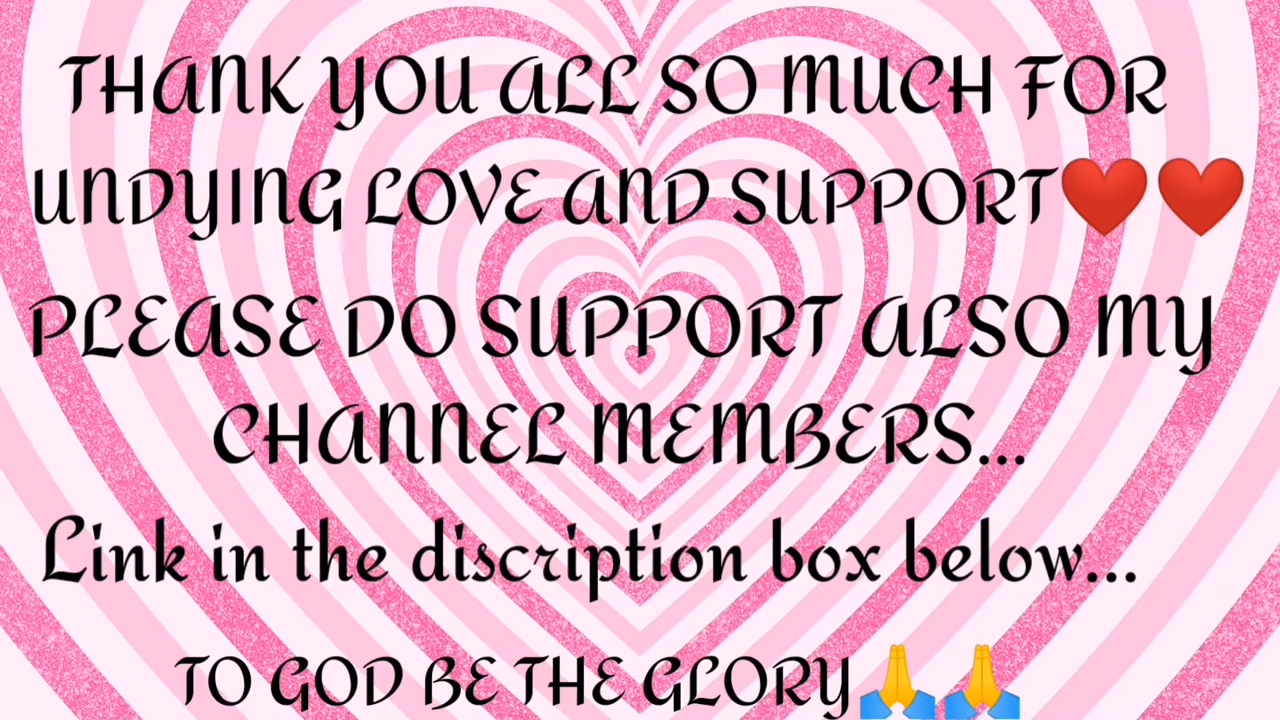 THANK YOU ALL SO MUCH FOR
UNDYING LOVE AND SUPPORT❤️❤️
PLEASE DO SUPPORT ALSO MY
CHANNEL MEMBERS...
Link in the discription box below...
TO GOD BE THE GLORY🙏🙏